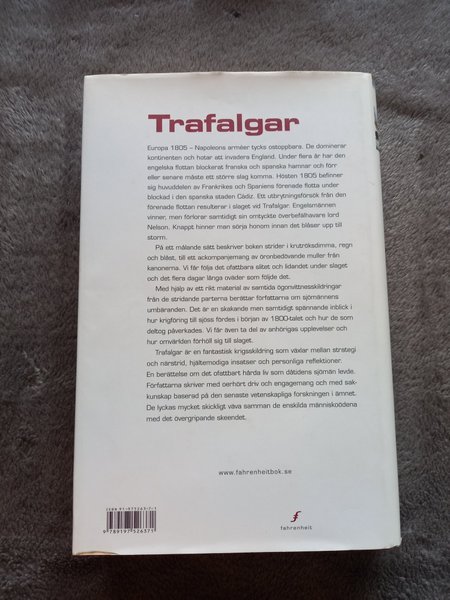 Trafalgar
Europa 1805 – Napoleons arméer tycks ostoppbara. De dominerar
kontinenten och hotar att invadera England. Under flera år har den
engelska flottan blockerat franska och spanska hamnar och förr
eller senare måste ett större slag komma. Hösten 1805 befinner
sig huvuddelen av Frankrikes och Spaniens förenade flotta under
blockad i den spanska staden Cádiz. Ett utbrytningsförsök från den
förenade flottan resulterar i slaget vid Trafalgar. Engelsmännen
vinner, men förlorar samtidigt sin omtyckte överbefälhavare lord
Nelson. Knappt hinner man sörja honom innan det blåser upp till
storm.
På ett målande sätt beskriver boken strider i krutröksdimma, regn
och blåst, till ett ackompanjemang av öronbedövande muller från
kanonerna. Vi får följa det ofattbara slitet och lidandet under slaget
och det flera dagar långa oväder som följde det.
Med hjälp av ett rikt material av samtida ögonvittnesskildringar
från de stridande parterna berättar författarna om sjömännens
umbäranden. Det är en skakande men samtidigt spännande inblick i
hur krigföring till sjöss fördes i början av 1800-talet och hur de som
deltog påverkades. Vi får även ta del av anhörigas upplevelser och
hur omvärlden förhöll sig till slaget.
Trafalgar är en fantastisk krigsskildring som växlar mellan strategi
och närstrid, hjältemodiga insatser och personliga reflektioner.
En berättelse om det ofattbart hårda liv som dåtidens sjömän levde.
Författarna skriver med oerhört driv och engagemang och med sak-
kunskap baserad på den senaste vetenskapliga forskningen i ämnet.
De lyckas mycket skickligt väva samman de enskilda människoödena
med det övergripande skeendet.
www.fahrenheitbok.se
ISBN 91-975263-7-1
9 789197 526371
fahrenheit